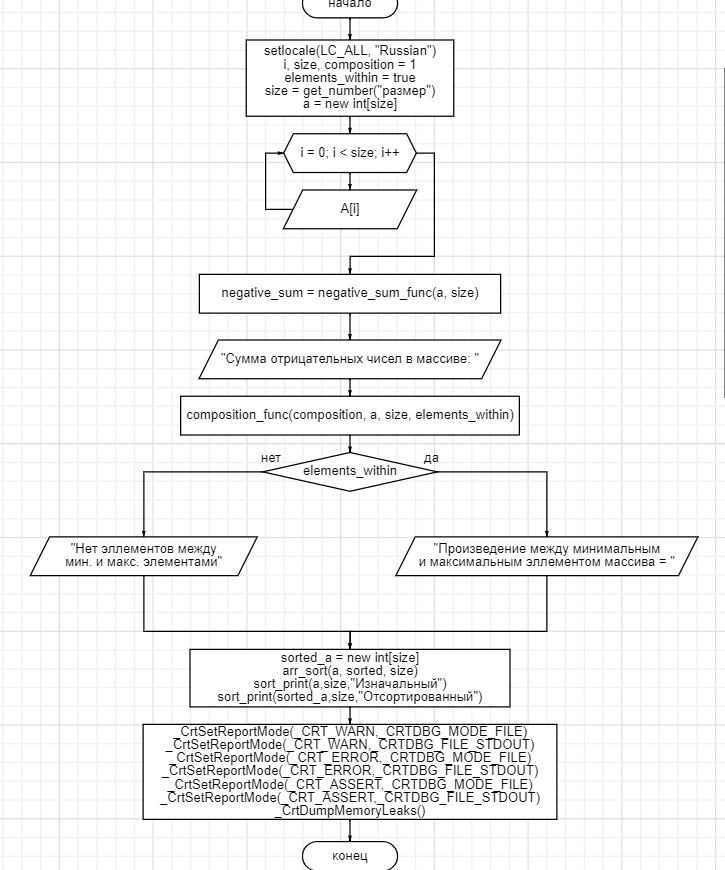 начало
setlocale(LC_ALL, "Russian")
i, size, composition = 1
elements_within = true
size = get_number("размер")
a = new int[size]
i = 0; i < size; i++
A[i]
negative_sum = negative_sum_func(a, size)
"Сумма отрицательных чисел в массиве: "
composition_func(composition, a, size, elements_within)
нет
да
elements_within
"Нет эллементов между
мин. и макс. элементами"
"Произведение между минимальным
и максимальным эллементом массива = "
sorted_a = new int[size]
arr_sort(a, sorted, size)
sort_print(a,size,"Изначальный")
sort_print(sorted_a,size,"Отсортированный")
_CrtSetReportMode(_CRT_WARN,_CRTDBG_MODE_FILE)
_CrtSetReportMode(_CRT_WARN,_CRTDBG_FILE_STDOUT)
_CrtSetReportMode(_CRT_ERROR,_CRTDBG_MODE_FILE)
_CrtSetReportMode(_CRT_ERROR,_CRTDBG_FILE_STDOUT)
_CrtSetReportMode(_CRT_ASSERT,_CRTDBG_MODE_FILE)
_CrtSetReportMode(_CRT_ASSERT,_CRTDBG_FILE_STDOUT)
_CrtDumpMemoryLeaks()
конец